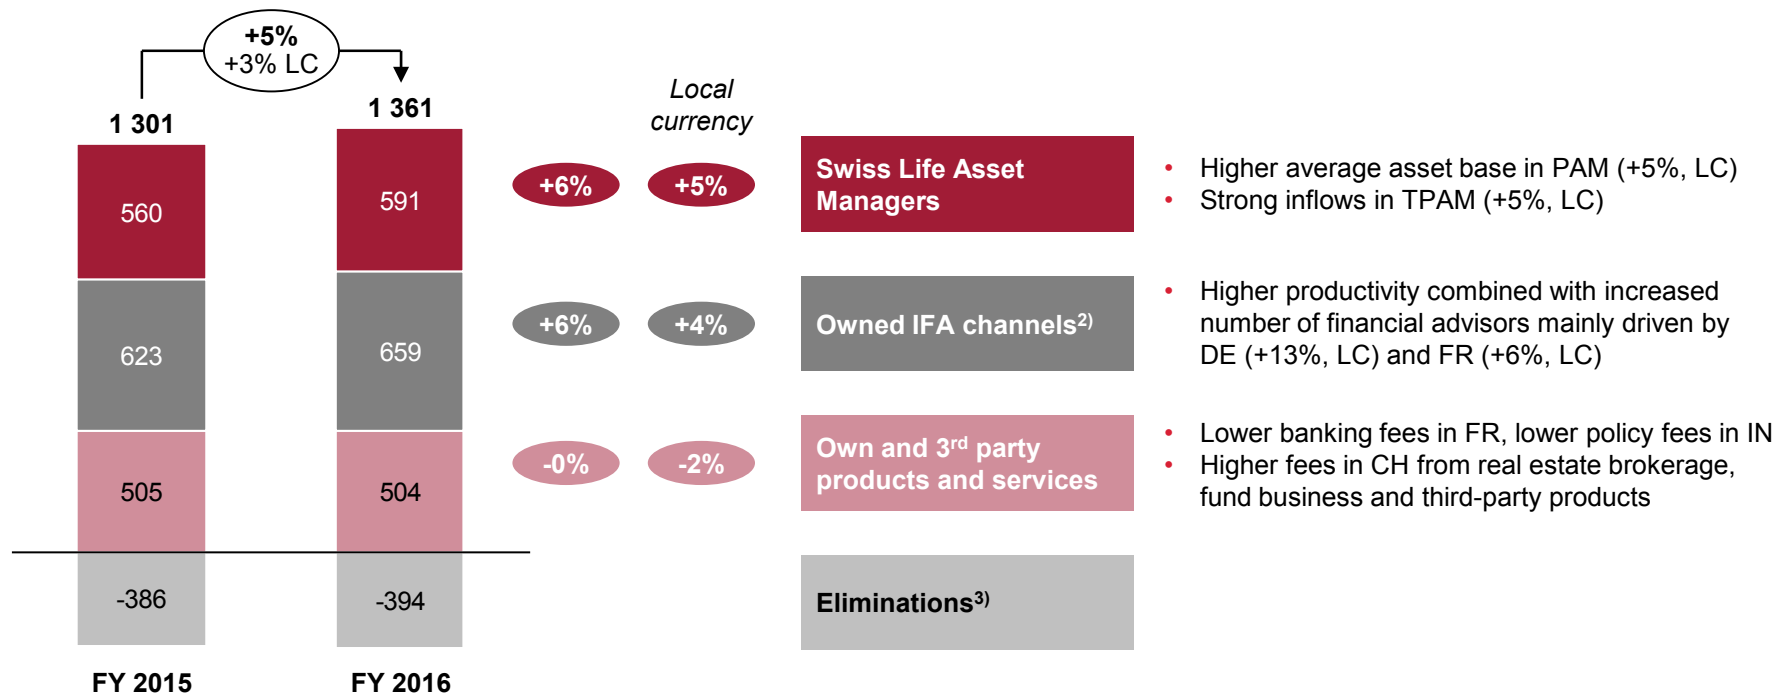 +5%
+3% LC
1 301
1 361
Local
currency
560
591
+6%
+5%
Swiss Life Asset
Managers
• Higher average asset base in PAM (+5%, LC)
• Strong inflows in TPAM (+5%, LC)
623
659
+6%
+4%
Owned IFA channels2)
• Higher productivity combined with increased
number of financial advisors mainly driven by
DE (+13%, LC) and FR (+6%, LC)
505
504
-0%
-2%
Own and 3rd party
products and services
• Lower banking fees in FR, lower policy fees in IN
• Higher fees in CH from real estate brokerage,
fund business and third-party products
-386
-394
Eliminations3)
FY 2015
FY 2016